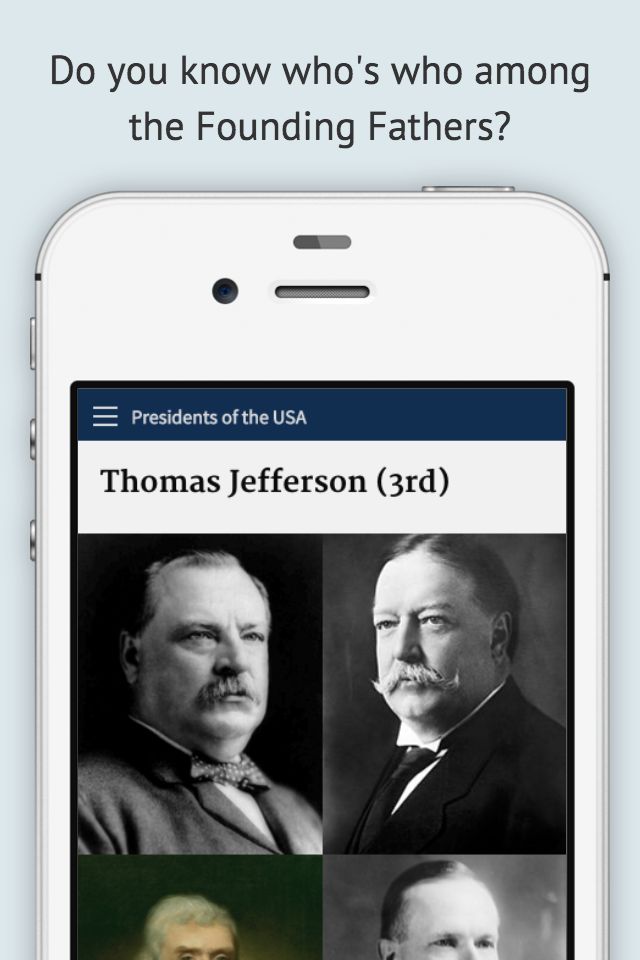 Do you know who's who among
the Founding Fathers?
Presidents of the USA
Thomas Jefferson (3rd)